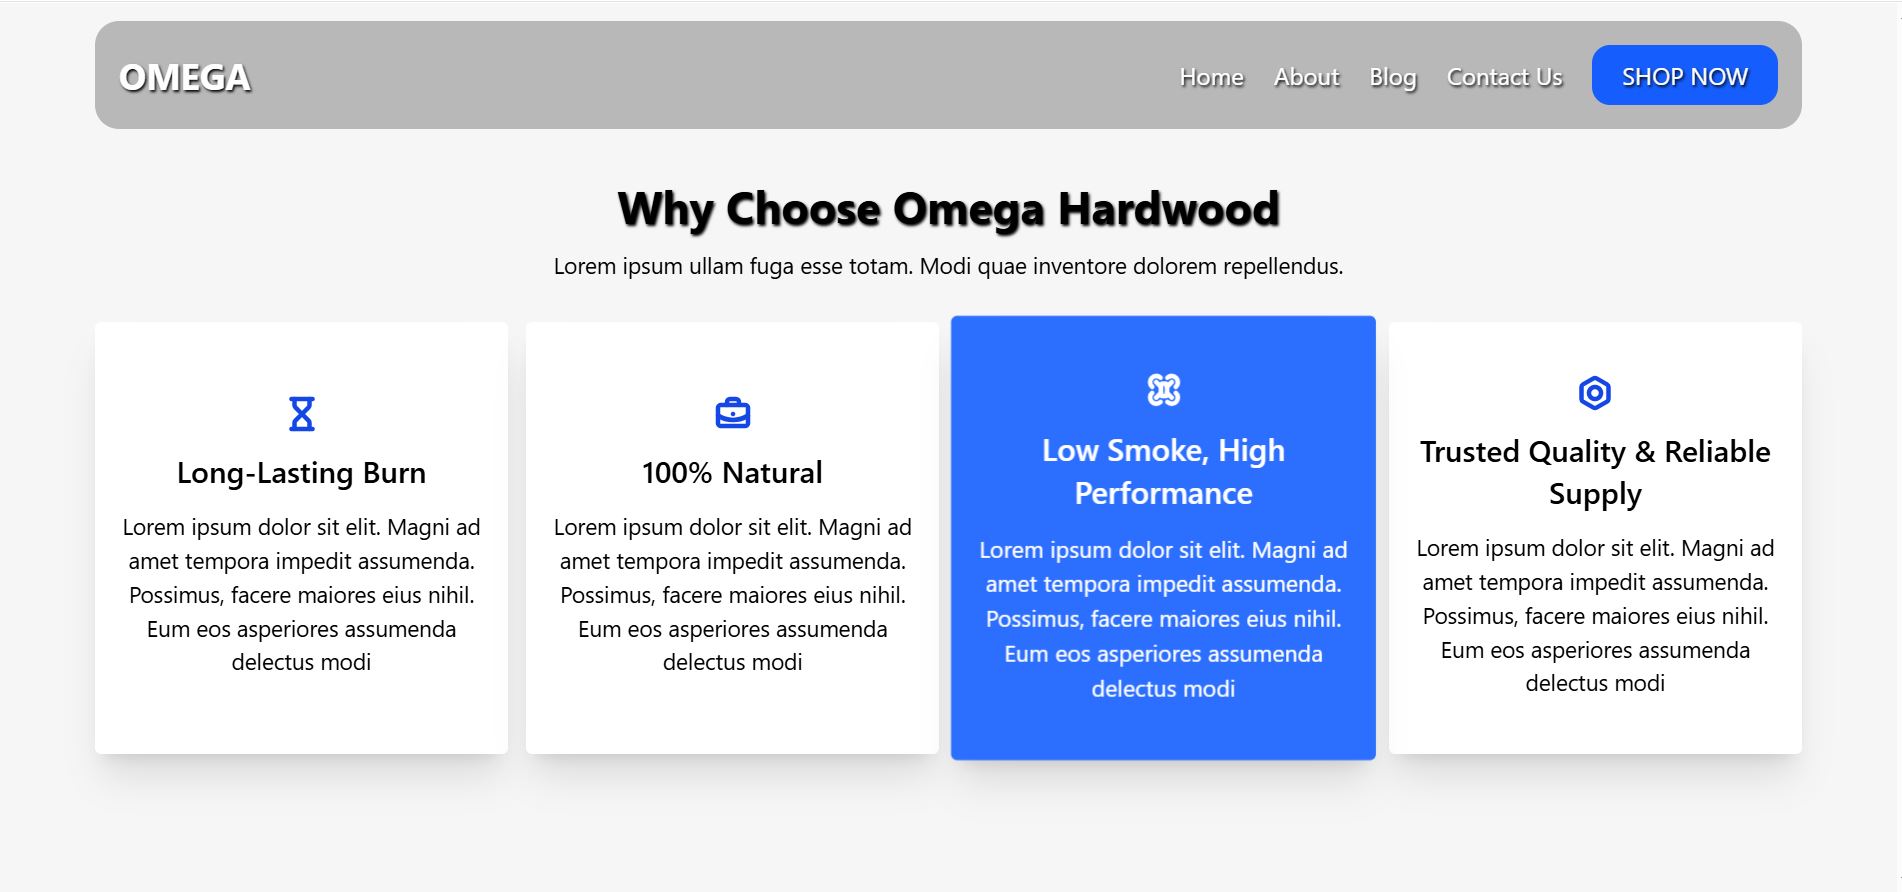 OMEGA
Home About Blog Contact Us SHOP NOW
Why Choose Omega Hardwood
Lorem ipsum ullam fuga esse totam. Modi quae inventore dolorem repellendus.
Long-Lasting Burn
Lorem ipsum dolor sit elit. Magni ad
amet tempora impedit assumenda.
Possimus, facere maiores eius nihil.
Eum eos asperiores assumenda
delectus modi
100% Natural
Lorem ipsum dolor sit elit. Magni ad
amet tempora impedit assumenda.
Possimus, facere maiores eius nihil.
Eum eos asperiores assumenda
delectus modi
Low Smoke, High
Performance
Lorem ipsum dolor sit elit. Magni ad
amet tempora impedit assumenda.
Possimus, facere maiores eius nihil.
Eum eos asperiores assumenda
delectus modi
Trusted Quality & Reliable
Supply
Lorem ipsum dolor sit elit. Magni ad
amet tempora impedit assumenda.
Possimus, facere maiores eius nihil.
Eum eos asperiores assumenda
delectus modi